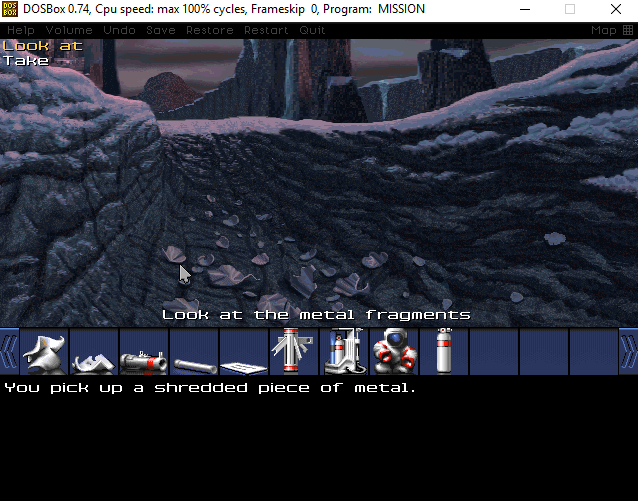 DOSBox 0.74, Cpu speed: max 100% cycles, Frameskip 0, Program: MISSION
Help Volume Undo Save Restore Restart Quit Map
Look at
Take
Look at the metal fragments
You pick up a shredded piece of metal.